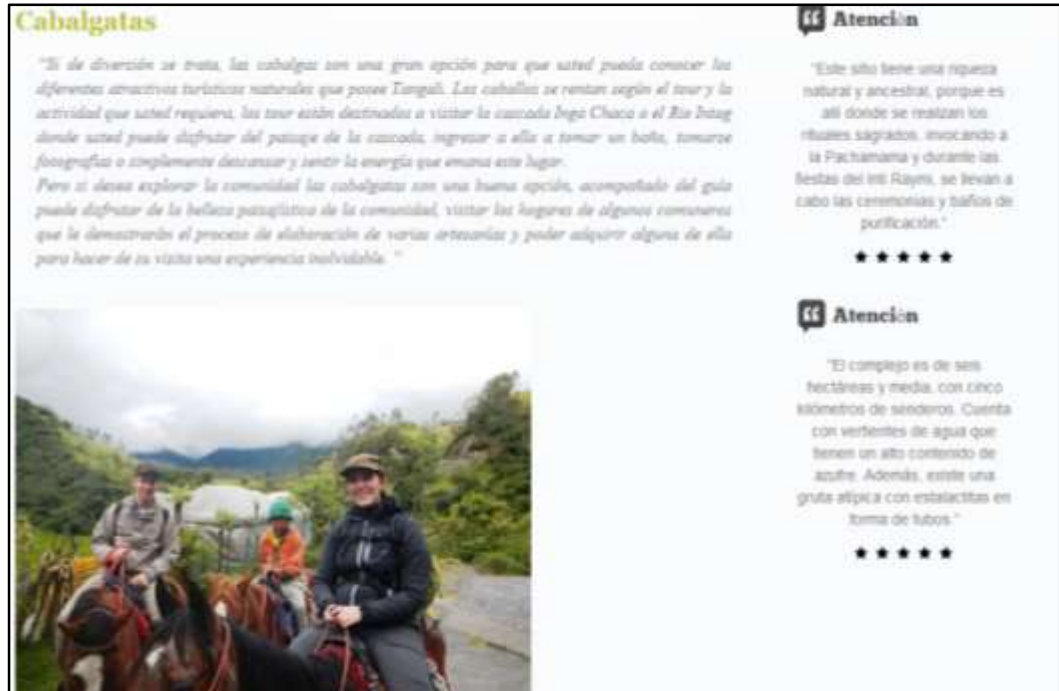 Cabalgatas
"Si de diversión se trata, las cabalgas son una gran opción para que usted pueda conocer los
diferentes atractivos turísticos naturales que posee Tangali. Los caballos se rentan según el tour y la
actividad que usted requiera, los tour están destinados a visitar la cascada Inga Chaca o el Rio Intag
donde usted puede disfrutar del paisaje de la cascada, ingresar a ella a tomar un baño, tomarse
fotografías o simplemente descansar y sentir la energía que emana este lugar.
Pero si desea explorar la comunidad las cabalgatas son una buena opción, acompañado del guía
puede disfrutar de la belleza paisajística de la comunidad, visitar los hogares de algunos comuneros
que le demostrarán el proceso de elaboración de varias artesanías y poder adquirir alguna de ella
para hacer de su visita una experiencia inolvidable. "
Atención
"Este sitio tiene una riqueza
natural y ancestral, porque es
allí donde se realizan los
rituales sagrados, invocando a
la Pachamama y durante las
fiestas del Inti Raymi, se llevan a
cabo las ceremonias y baños de
purificación."
Atención
"El complejo es de seis
hectáreas y media, con cinco
kilómetros de senderos. Cuenta
con vertientes de agua que
tienen un alto contenido de
azufre. Además, existe una
gruta atípica con estalactitas en
forma de tubos."